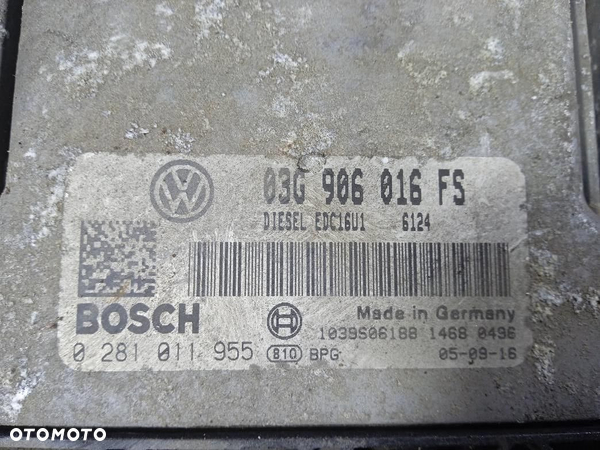 03G 906 016 FS
DIESEL EDC16U1 6124
BOSCH
Made in Germany
1039S06188 1468 0496
0 281 011 955 810 BPG 05-09-16
OTOMOTO